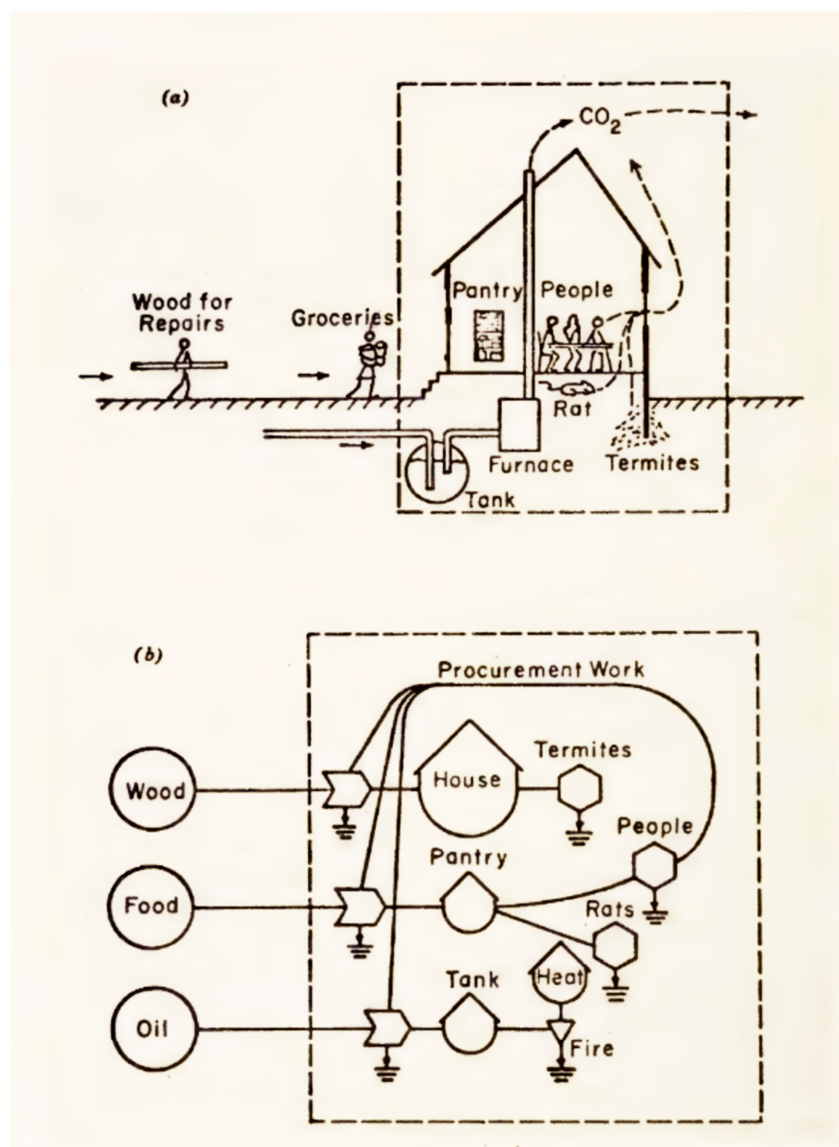 (a)
CO₂
Wood for
Repairs
Groceries
Pantry
People
Rat
Furnace
Termites
Tank
(b)
Procurement Work
Wood
House
Termites
People
Food
Pantry
Rats
Oil
Tank
Heat
Fire